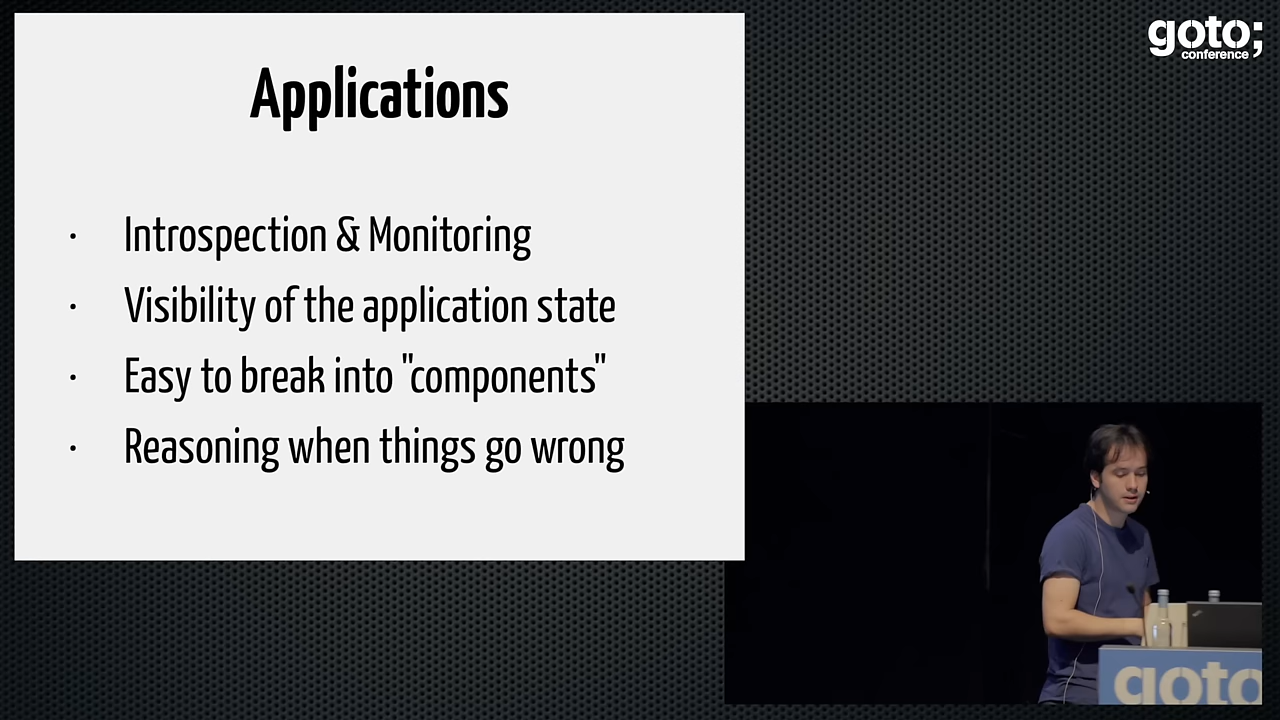 goto;
conference
Applications
· Introspection & Monitoring
· Visibility of the application state
· Easy to break into "components"
· Reasoning when things go wrong
goto